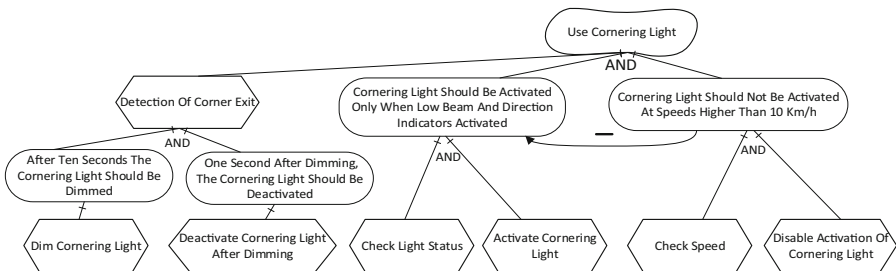 Use Cornering Light
AND
Detection Of Corner Exit
Cornering Light Should Be Activated
Only When Low Beam And Direction
Indicators Activated
Cornering Light Should Not Be Activated
At Speeds Higher Than 10 Km/h
AND
AND
AND
After Ten Seconds The
Cornering Light Should Be
Dimmed
One Second After Dimming,
The Cornering Light Should Be
Deactivated
Dim Cornering Light
Deactivate Cornering Light
After Dimming
Check Light Status
Activate Cornering
Light
Check Speed
Disable Activation Of
Cornering Light